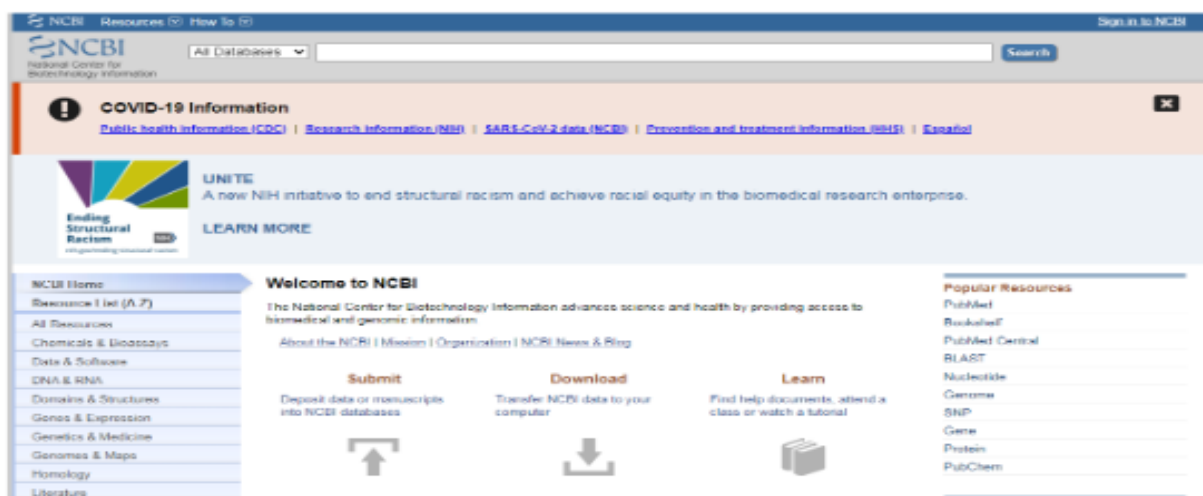 NCBI Resources How To Sign in to NCBI
NCBI
National Center for
Biotechnology Information
All Databases Search
COVID-19 Information
Public health information (CDC) | Research information (NIH) | SARS-CoV-2 data (NCBI) | Prevention and treatment information (HHS) | Español
UNITE
A new NIH initiative to end structural racism and achieve racial equity in the biomedical research enterprise.
LEARN MORE
Ending
Structural
Racism
NCBI Home
Resource List (A-Z)
All Resources
Chemicals & Bioassays
Data & Software
DNA & RNA
Domains & Structures
Genes & Expression
Genetics & Medicine
Genomes & Maps
Homology
Literature
Welcome to NCBI
The National Center for Biotechnology Information advances science and health by providing access to
biomedical and genomic information
About the NCBI | Mission | Organization | NCBI News & Blog
Submit
Deposit data or manuscripts
into NCBI databases
Download
Transfer NCBI data to your
computer
Learn
Find help documents, attend a
class or watch a tutorial
Popular Resources
PubMed
Bookshelf
PubMed Central
BLAST
Nucleotide
Genome
SNP
Gene
Protein
PubChem